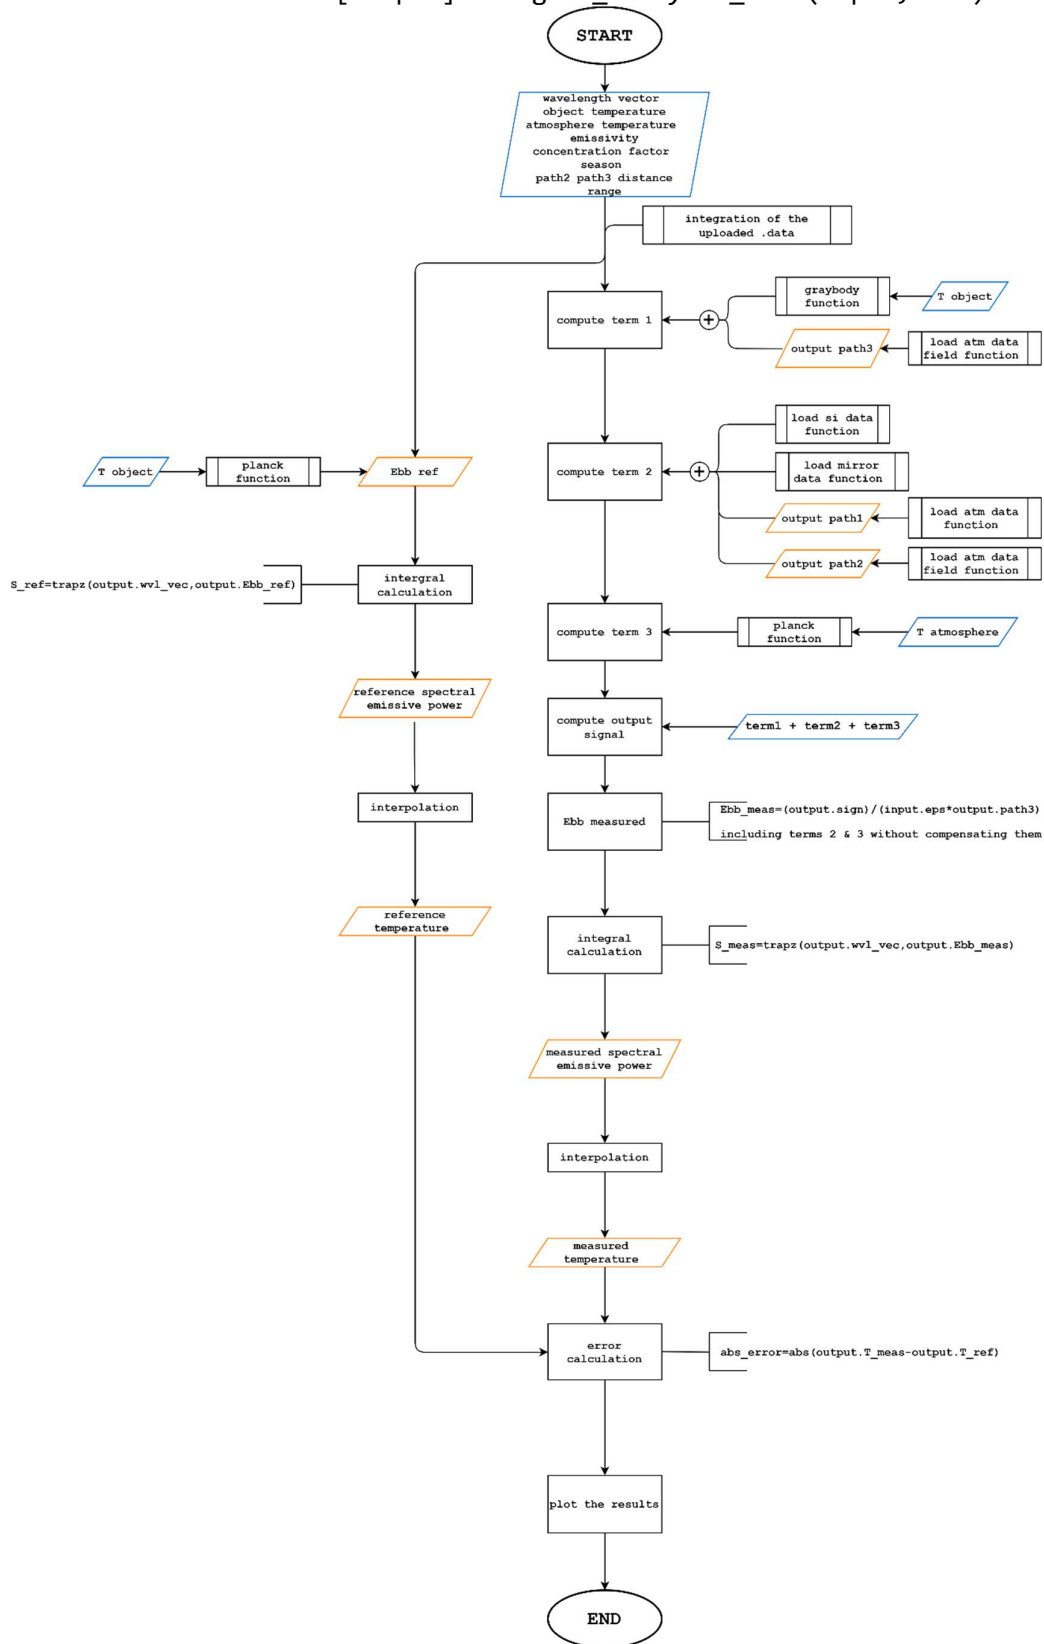 START
wavelength vector
object temperature
atmosphere temperature
emissivity
concentration factor
season
path2 path3 distance
range
integration of the
uploaded .data
graybody
function
T object
compute term 1
output path3
load atm data
field function
load si data
function
T object
planck
function
Ebb ref
compute term 2
load mirror
data function
output path1
load atm data
function
output path2
load atm data
field function
S_ref=trapz(output.wvl_vec,output.Ebb_ref)
intergral
calculation
compute term 3
planck
function
T atmosphere
reference spectral
emissive power
compute output
signal
term1 + term2 + term3
interpolation
Ebb measured
Ebb_meas=(output.sign)/(input.eps*output.path3)
including terms 2 & 3 without compensating them
reference
temperature
integral
calculation
S_meas=trapz(output.wvl_vec,output.Ebb_meas)
measured spectral
emissive power
interpolation
measured
temperature
error
calculation
abs_error=abs(output.T_meas-output.T_ref)
plot the results
END